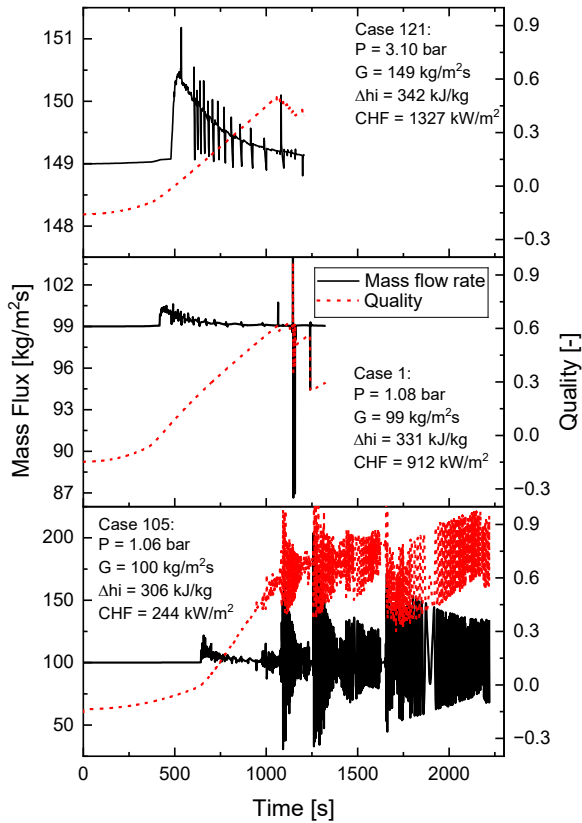 Case 121:
P = 3.10 bar
G = 149 kg/m²s
Δhi = 342 kJ/kg
CHF = 1327 kW/m²
151
150
149
148
0.9
0.6
0.3
0.0
−0.3
Mass flow rate
Quality
Case 1:
P = 1.08 bar
G = 99 kg/m²s
Δhi = 331 kJ/kg
CHF = 912 kW/m²
102
99
96
93
90
87
0.9
0.6
0.3
0.0
−0.3
Mass Flux [kg/m²s]
Quality [-]
Case 105:
P = 1.06 bar
G = 100 kg/m²s
Δhi = 306 kJ/kg
CHF = 244 kW/m²
200
175
150
125
100
75
50
0.9
0.6
0.3
0.0
−0.3
0 500 1000 1500 2000
Time [s]